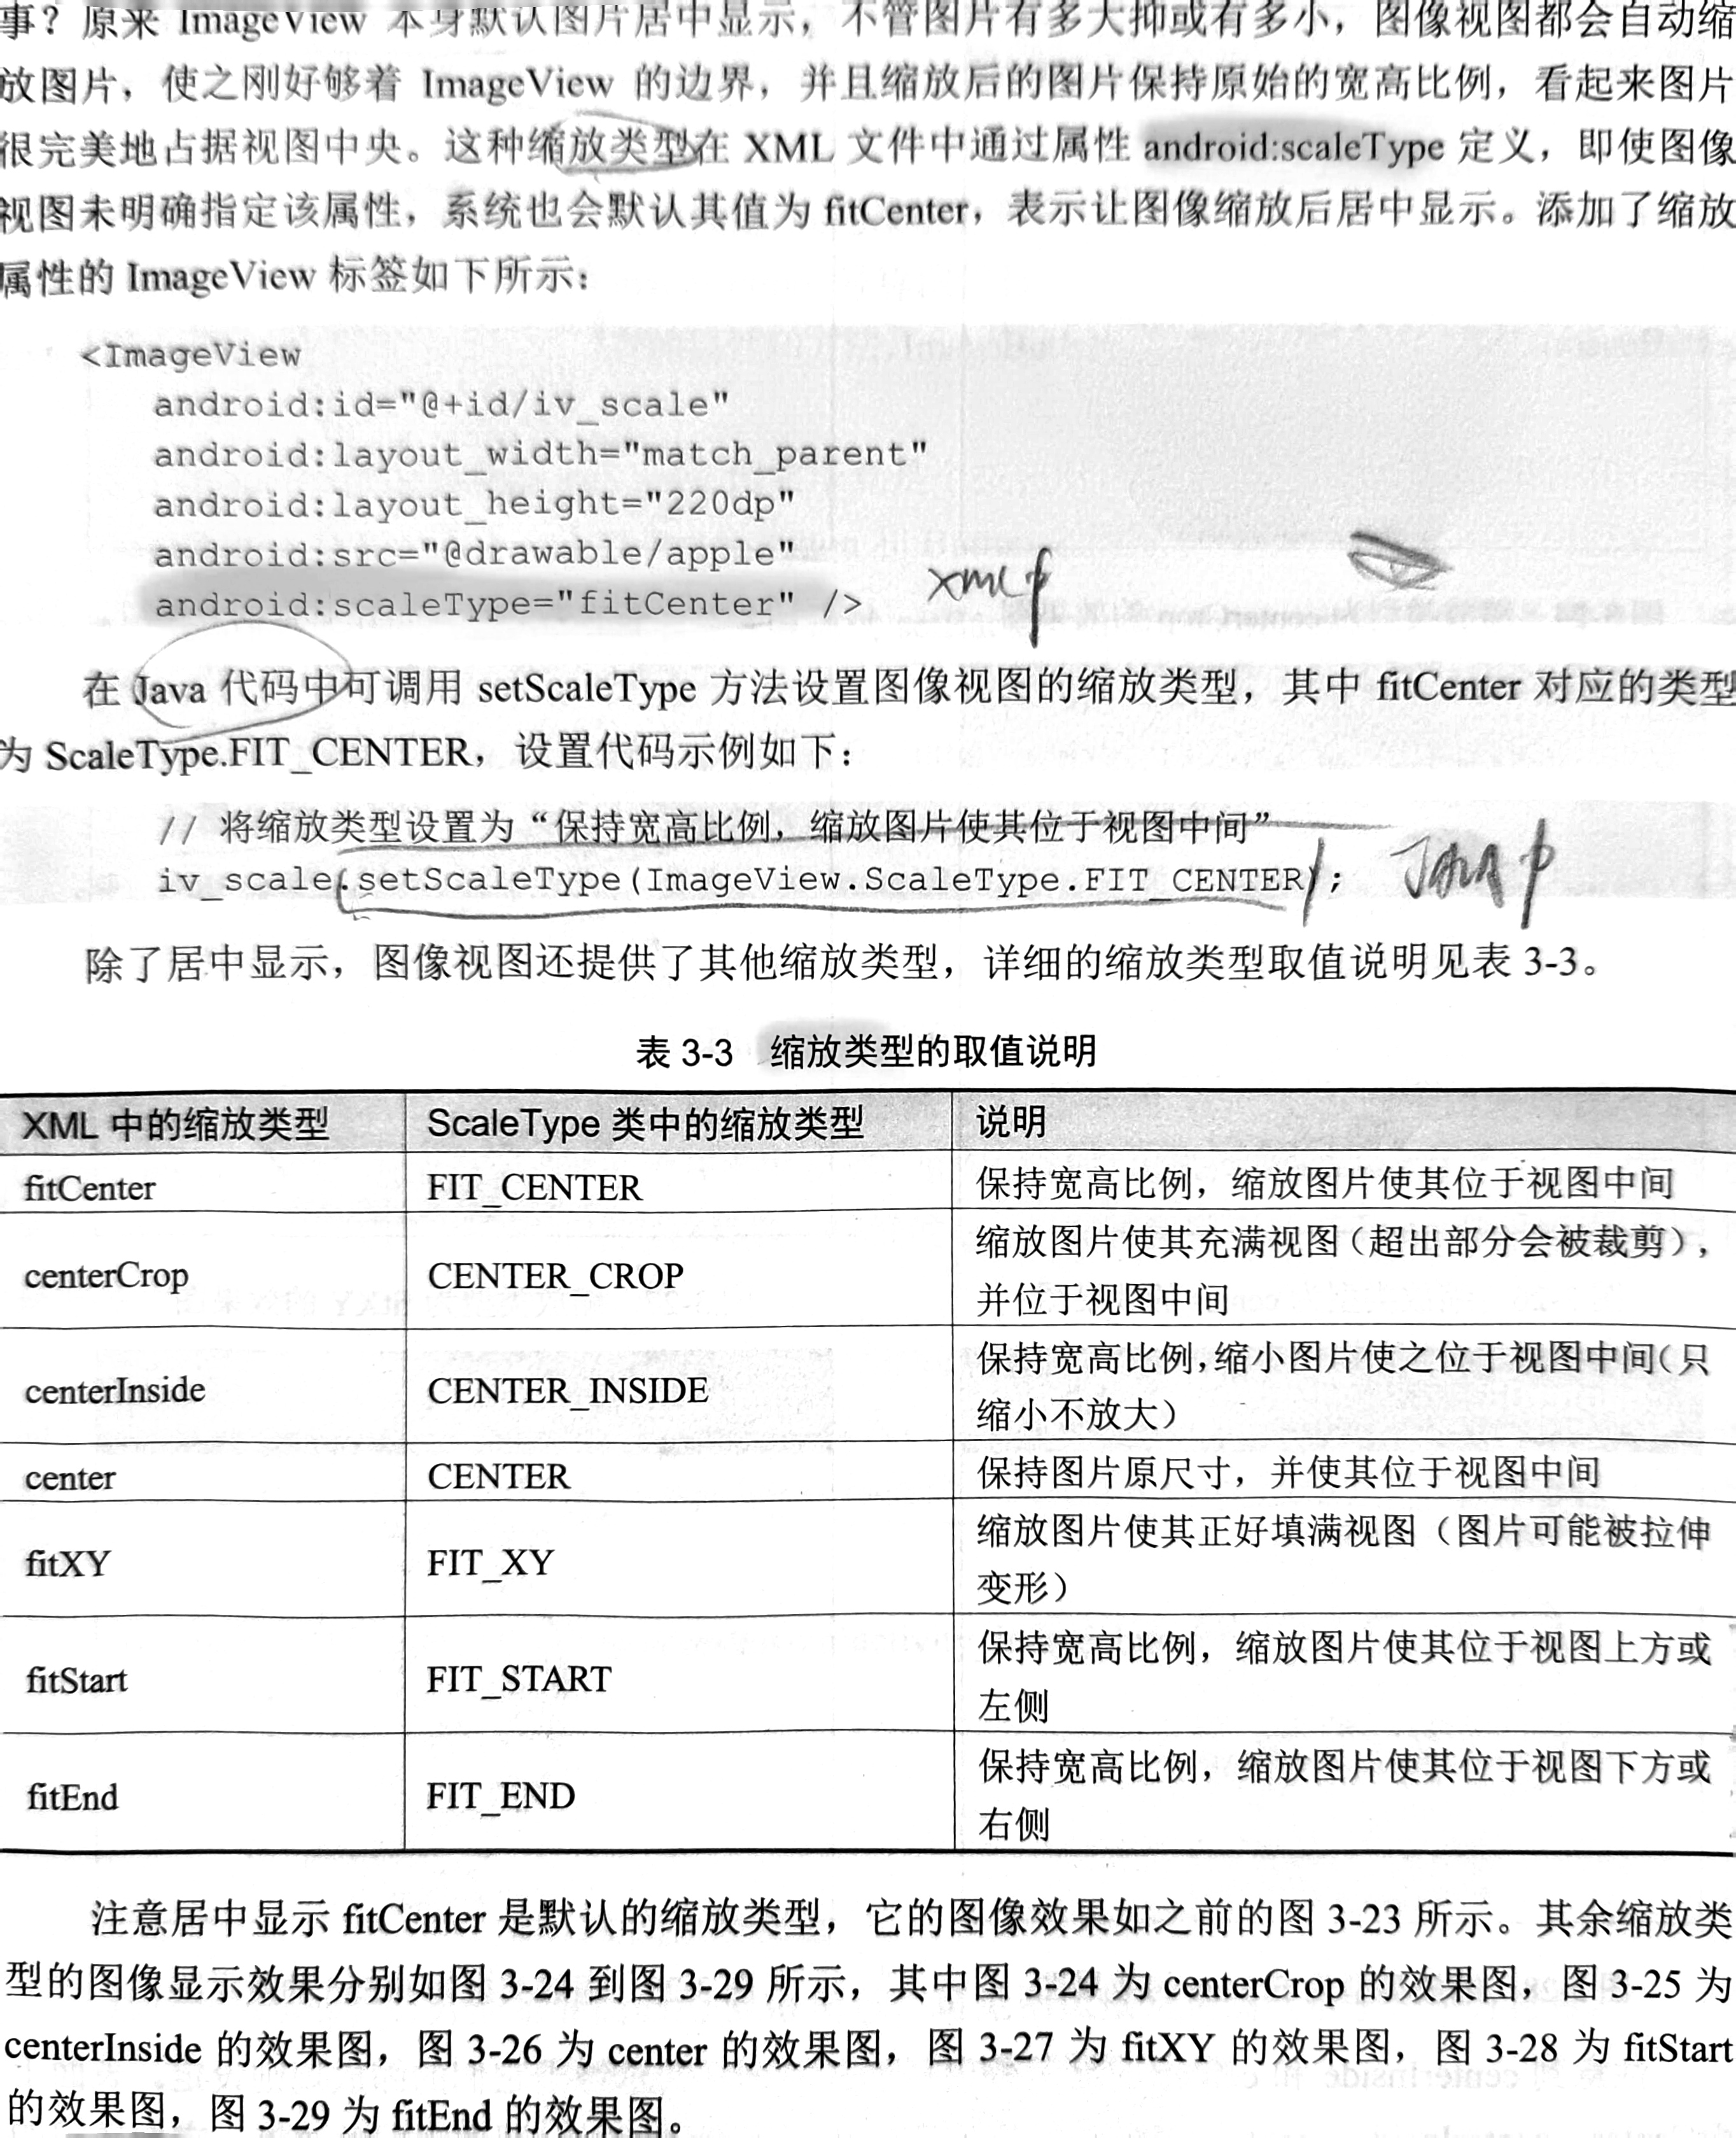 事？原来 ImageView 本身默认图片居中显示，不管图片有多大抑或有多小，图像视图都会自动缩
放图片，使之刚好够着 ImageView 的边界，并且缩放后的图片保持原始的宽高比例，看起来图片
很完美地占据视图中央。这种缩放类型在 XML 文件中通过属性 android:scaleType 定义，即使图像
视图未明确指定该属性，系统也会默认其值为 fitCenter，表示让图像缩放后居中显示。添加了缩放
属性的 ImageView 标签如下所示：
<ImageView
android:id="@+id/iv_scale"
android:layout_width="match_parent"
android:layout_height="220dp"
android:src="@drawable/apple"
android:scaleType="fitCenter" /> xml中
在 Java 代码中可调用 setScaleType 方法设置图像视图的缩放类型，其中 fitCenter 对应的类型
为 ScaleType.FIT_CENTER，设置代码示例如下：
// 将缩放类型设置为“保持宽高比例，缩放图片使其位于视图中间”
iv_scale.setScaleType(ImageView.ScaleType.FIT_CENTER); Java中
除了居中显示，图像视图还提供了其他缩放类型，详细的缩放类型取值说明见表 3-3。
表 3-3 缩放类型的取值说明
XML 中的缩放类型 ScaleType 类中的缩放类型 说明
fitCenter FIT_CENTER 保持宽高比例，缩放图片使其位于视图中间
centerCrop CENTER_CROP 缩放图片使其充满视图（超出部分会被裁剪），
并位于视图中间
centerInside CENTER_INSIDE 保持宽高比例，缩小图片使之位于视图中间（只
缩小不放大）
center CENTER 保持图片原尺寸，并使其位于视图中间
fitXY FIT_XY 缩放图片使其正好填满视图（图片可能被拉伸
变形）
fitStart FIT_START 保持宽高比例，缩放图片使其位于视图上方或
左侧
fitEnd FIT_END 保持宽高比例，缩放图片使其位于视图下方或
右侧
注意居中显示 fitCenter 是默认的缩放类型，它的图像效果如之前的图 3-23 所示。其余缩放类
型的图像显示效果分别如图 3-24 到图 3-29 所示，其中图 3-24 为 centerCrop 的效果图，图 3-25 为
centerInside 的效果图，图 3-26 为 center 的效果图，图 3-27 为 fitXY 的效果图，图 3-28 为 fitStart
的效果图，图 3-29 为 fitEnd 的效果图。